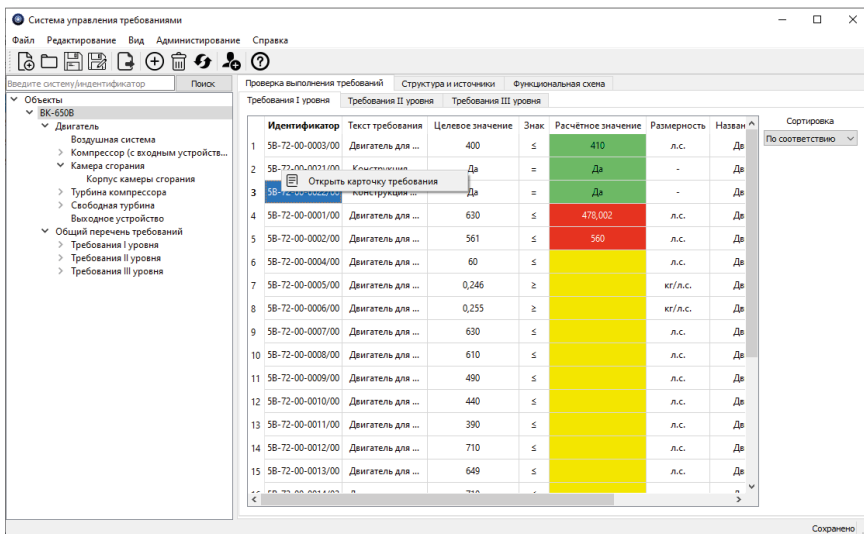 Система управления требованиями
Файл Редактирование Вид Администрирование Справка
Введите систему/индентификатор Поиск
Объекты
ВК-650В
Двигатель
Воздушная система
Компрессор (с входным устройств...
Камера сгорания
Корпус камеры сгорания
Турбина компрессора
Свободная турбина
Выходное устройство
Общий перечень требований
Требования I уровня
Требования II уровня
Требования III уровня
Проверка выполнения требований Структура и источники Функциональная схема
Требования I уровня Требования II уровня Требования III уровня
Идентификатор Текст требования Целевое значение Знак Расчётное значение Размерность Назван
1 5В-72-00-0003/00 Двигатель для ... 400 ≤ 410 л.с. Дв
2 5В-72-00-0021/00 Конструкция Да = Да - Дв
Открыть карточку требования
3 5В-72-00-0022/00 Конструкция ... Да = Да - Дв
4 5В-72-00-0001/00 Двигатель для ... 630 ≤ 478,002 л.с. Дв
5 5В-72-00-0002/00 Двигатель для ... 561 ≤ 560 л.с. Дв
6 5В-72-00-0004/00 Двигатель для ... 60 ≤ л.с. Дв
7 5В-72-00-0005/00 Двигатель для ... 0,246 ≥ кг/л.с. Дв
8 5В-72-00-0006/00 Двигатель для ... 0,255 ≥ кг/л.с. Дв
9 5В-72-00-0007/00 Двигатель для ... 630 ≤ л.с. Дв
10 5В-72-00-0008/00 Двигатель для ... 610 ≤ л.с. Дв
11 5В-72-00-0009/00 Двигатель для ... 490 ≤ л.с. Дв
12 5В-72-00-0010/00 Двигатель для ... 440 ≤ л.с. Дв
13 5В-72-00-0011/00 Двигатель для ... 390 ≤ л.с. Дв
14 5В-72-00-0012/00 Двигатель для ... 710 ≤ л.с. Дв
15 5В-72-00-0013/00 Двигатель для ... 649 ≤ л.с. Дв
Сортировка
По соответствию
Сохранено